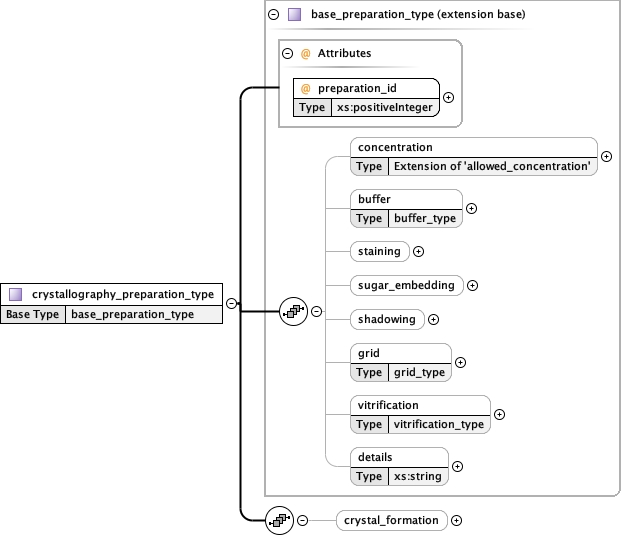 base_preparation_type (extension base)
@ Attributes
@ preparation_id
Type xs:positiveInteger
concentration
Type Extension of 'allowed_concentration'
buffer
Type buffer_type
staining
sugar_embedding
shadowing
grid
Type grid_type
vitrification
Type vitrification_type
details
Type xs:string
crystallography_preparation_type
Base Type base_preparation_type
crystal_formation